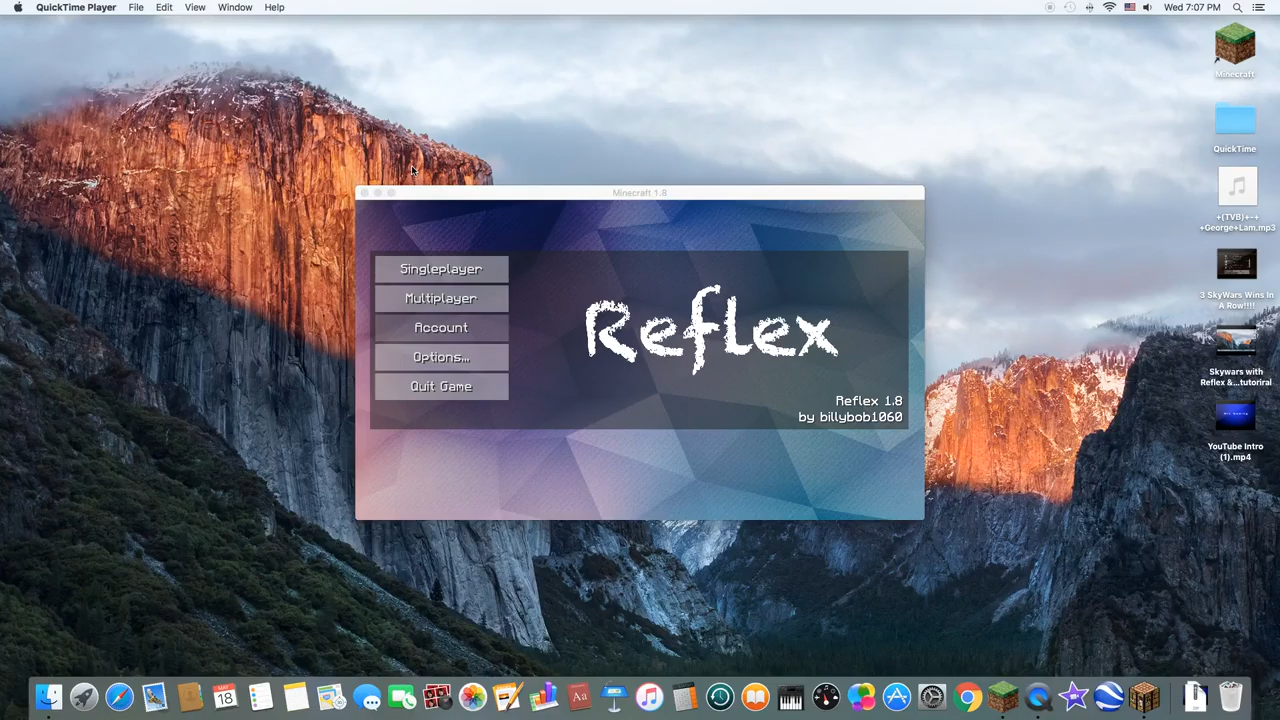 QuickTime Player File Edit View Window Help
Wed 7:07 PM
Minecraft
QuickTime
+(TVB)+-+
+George+Lam.mp3
3 SkyWars Wins In
A Row!!!!
Skywars with
Reflex &...tutoriral
YouTube Intro
(1).mp4
Minecraft 1.8
Singleplayer
Multiplayer
Account
Options...
Quit Game
Reflex
Reflex 1.8
by billybob1060
18
Aa